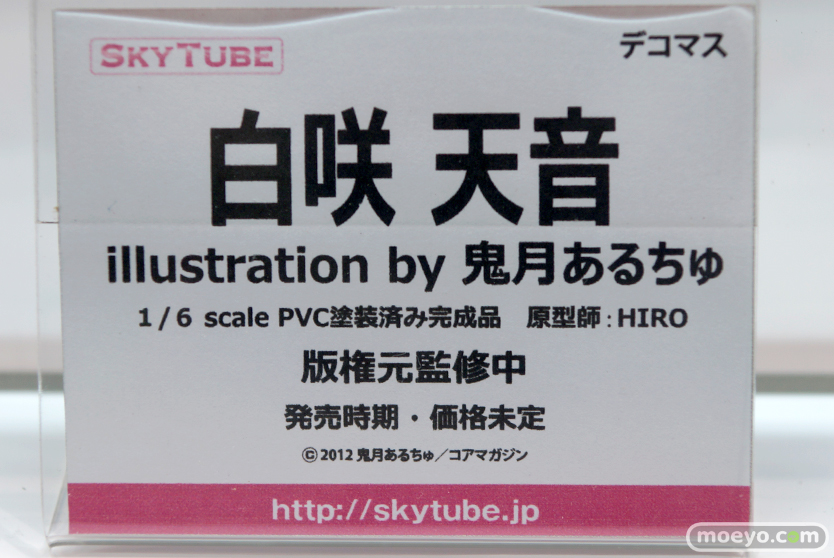 SKYTUBE
デコマス
白咲 天音
illustration by 鬼月あるちゅ
1/6 scale PVC塗装済み完成品 原型師:HIRO
版権元監修中
発売時期・価格未定
©2012 鬼月あるちゅ/コアマガジン
http://skytube.jp
moeyo.com